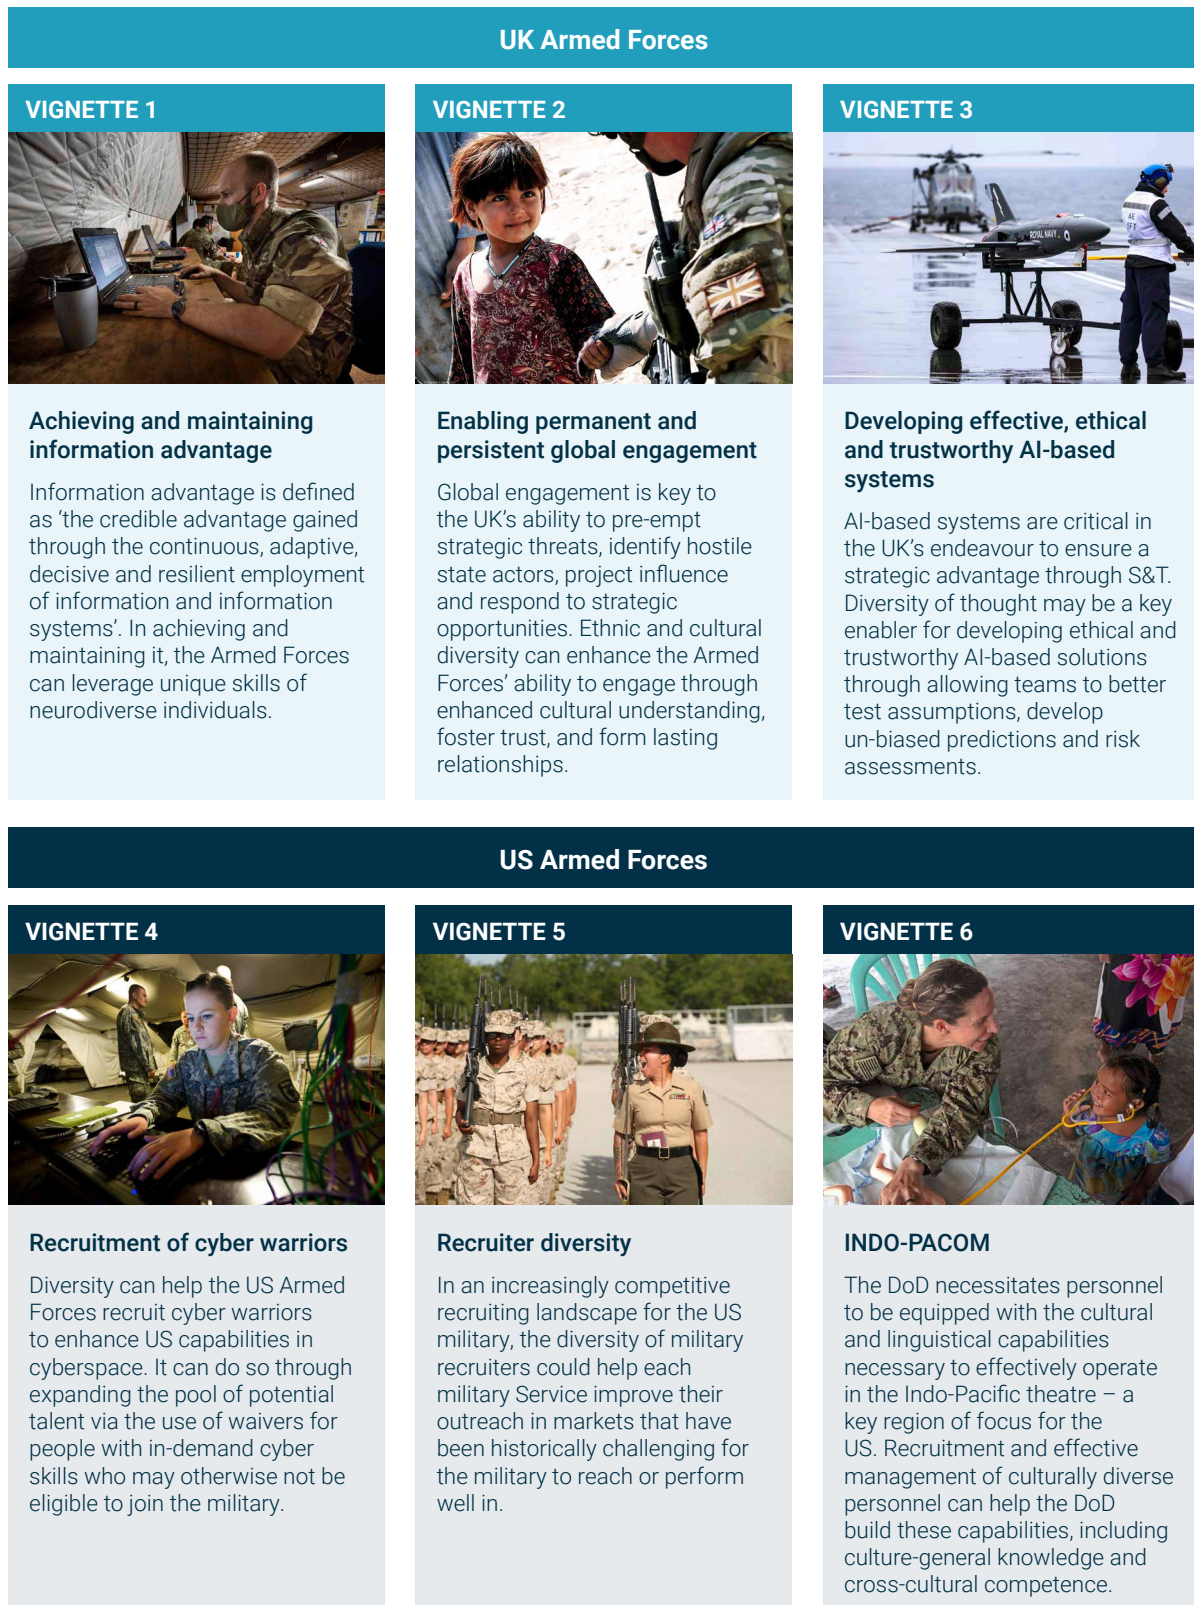 UK Armed Forces
VIGNETTE 1
Achieving and maintaining
information advantage
Information advantage is defined
as ‘the credible advantage gained
through the continuous, adaptive,
decisive and resilient employment
of information and information
systems’. In achieving and
maintaining it, the Armed Forces
can leverage unique skills of
neurodiverse individuals.
VIGNETTE 2
Enabling permanent and
persistent global engagement
Global engagement is key to
the UK’s ability to pre-empt
strategic threats, identify hostile
state actors, project influence
and respond to strategic
opportunities. Ethnic and cultural
diversity can enhance the Armed
Forces’ ability to engage through
enhanced cultural understanding,
foster trust, and form lasting
relationships.
VIGNETTE 3
ROYAL NAVY
AE
Developing effective, ethical
and trustworthy AI-based
systems
AI-based systems are critical in
the UK’s endeavour to ensure a
strategic advantage through S&T.
Diversity of thought may be a key
enabler for developing ethical and
trustworthy AI-based solutions
through allowing teams to better
test assumptions, develop
un-biased predictions and risk
assessments.
US Armed Forces
VIGNETTE 4
Recruitment of cyber warriors
Diversity can help the US Armed
Forces recruit cyber warriors
to enhance US capabilities in
cyberspace. It can do so through
expanding the pool of potential
talent via the use of waivers for
people with in-demand cyber
skills who may otherwise not be
eligible to join the military.
VIGNETTE 5
Recruiter diversity
In an increasingly competitive
recruiting landscape for the US
military, the diversity of military
recruiters could help each
military Service improve their
outreach in markets that have
been historically challenging for
the military to reach or perform
well in.
VIGNETTE 6
INDO-PACOM
The DoD necessitates personnel
to be equipped with the cultural
and linguistical capabilities
necessary to effectively operate
in the Indo-Pacific theatre – a
key region of focus for the
US. Recruitment and effective
management of culturally diverse
personnel can help the DoD
build these capabilities, including
culture-general knowledge and
cross-cultural competence.